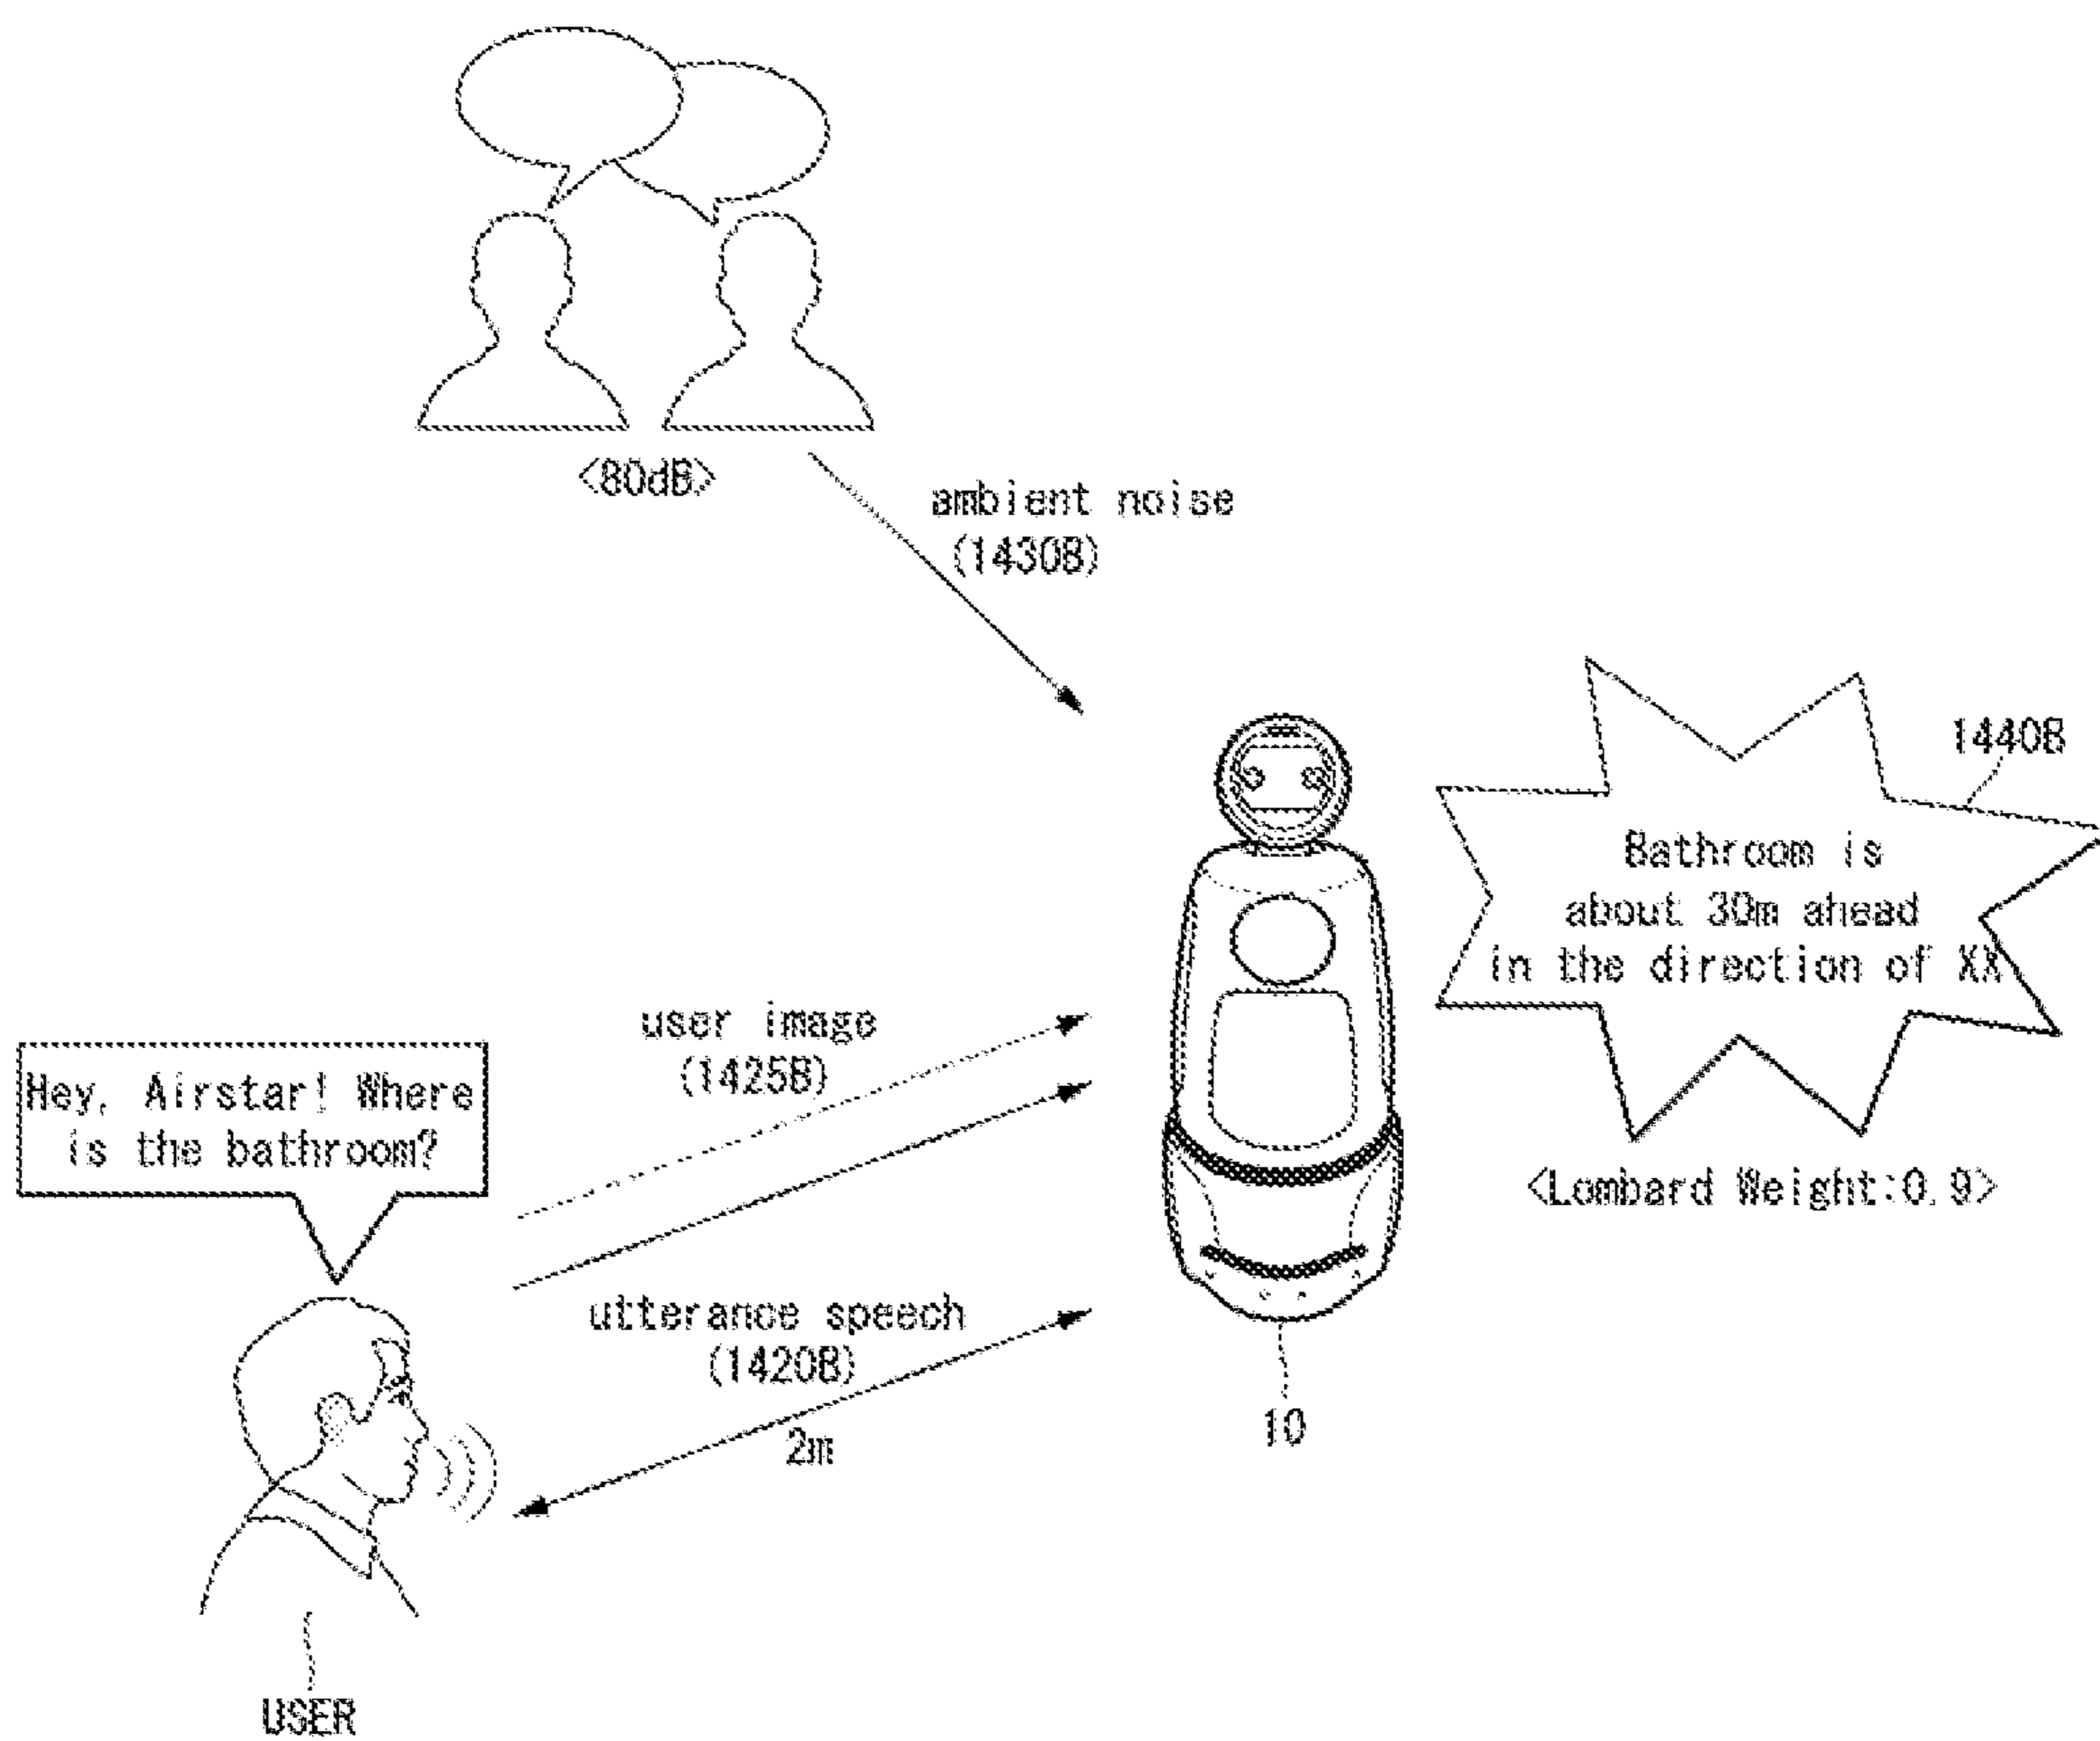 <80dB>
ambient noise
(1430B)
1440B
Bathroom is
about 30m ahead
in the direction of XX
<Lombard Weight:0.9>
user image
(1425B)
Hey, Airstar! Where
is the bathroom?
utterance speech
(1420B)
2m
10
USER